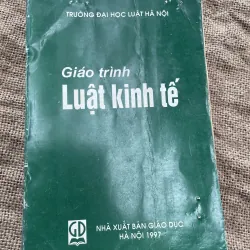 TRƯỜNG ĐẠI HỌC LUẬT HÀ NỘI
Giáo trình
Luật kinh tế
GD
NHÀ XUẤT BẢN GIÁO DỤC
HÀ NỘI 1997